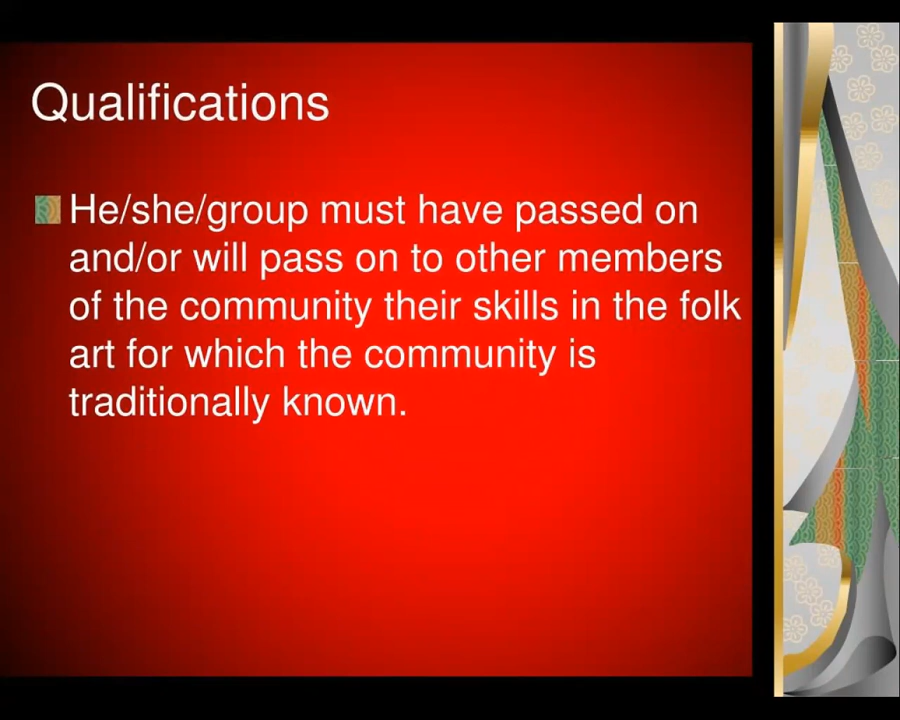 Qualifications
He/she/group must have passed on
and/or will pass on to other members
of the community their skills in the folk
art for which the community is
traditionally known.